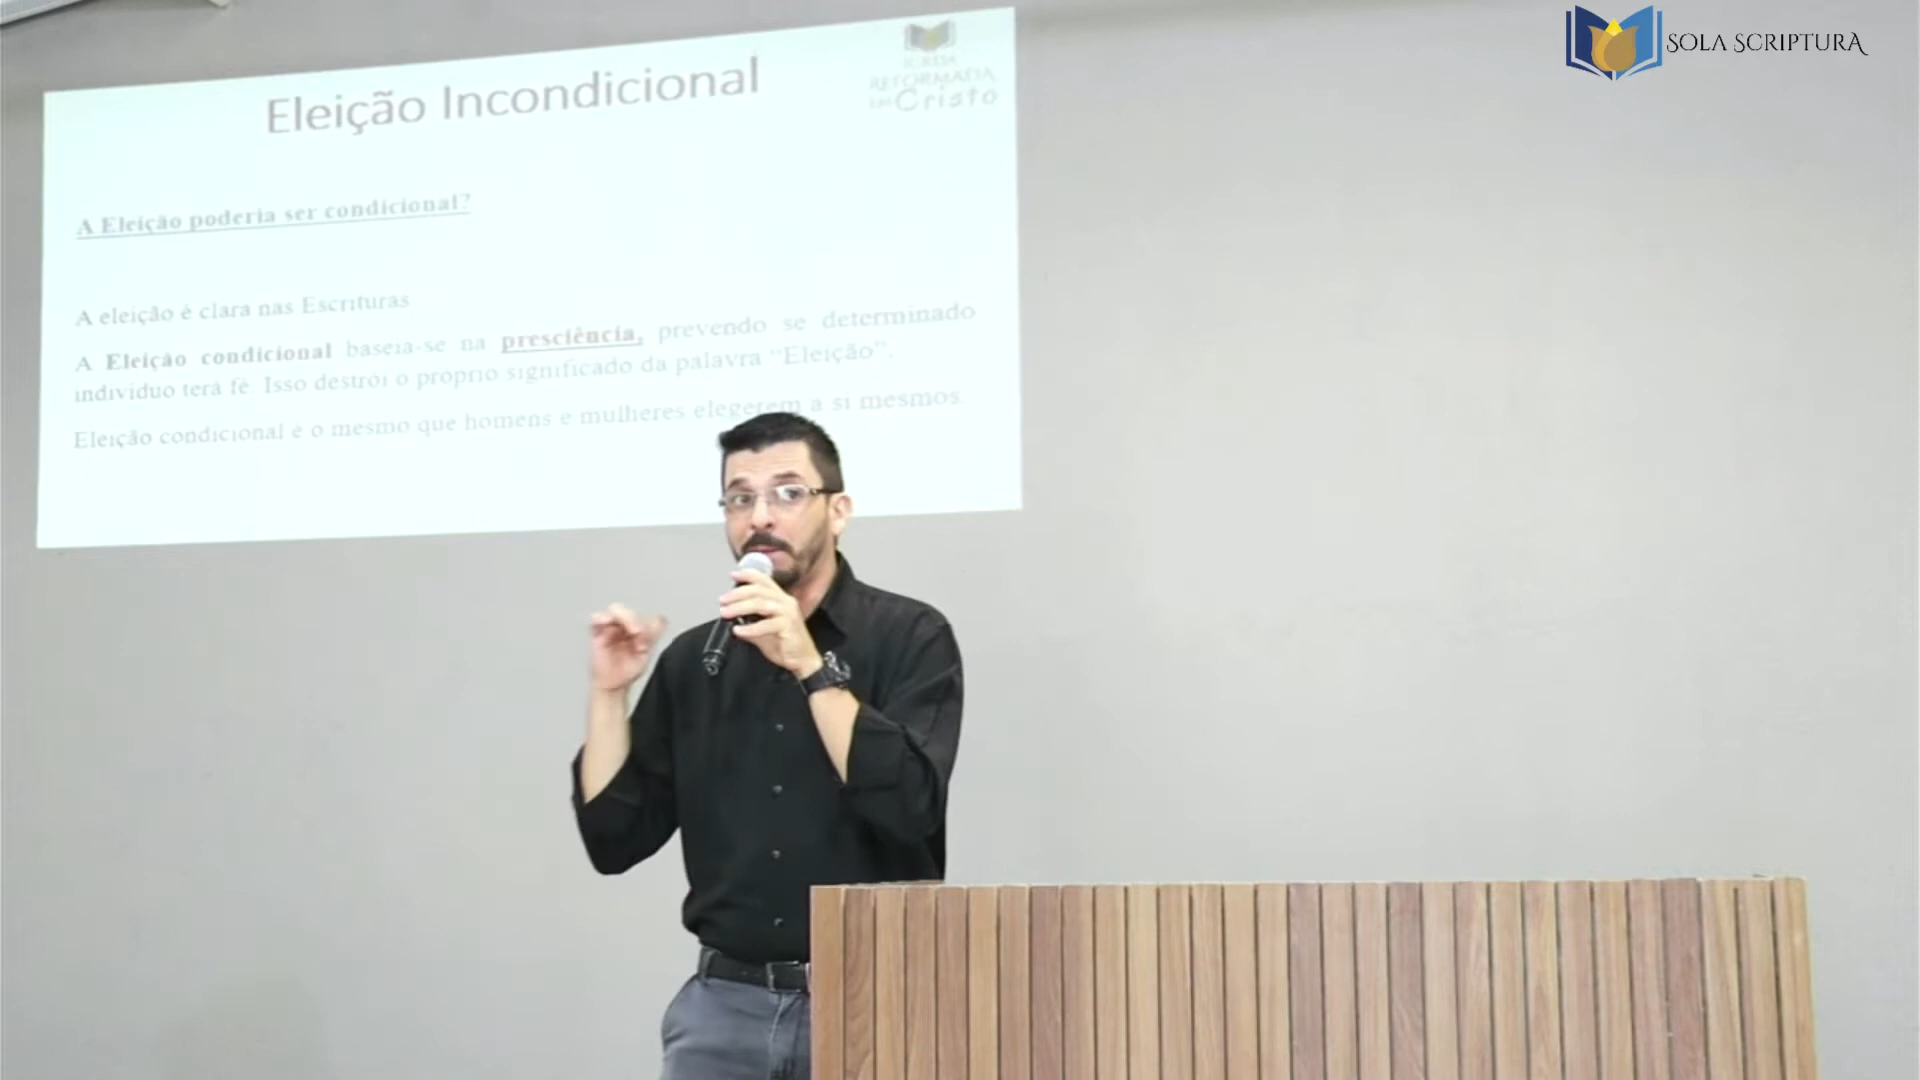 SOLA SCRIPTURA
Eleição Incondicional
IGREJA
REFORMADA
EM Cristo
A Eleição poderia ser condicional?
A eleição é clara nas Escrituras
A Eleição condicional baseia-se na presciência, prevendo se determinado
indivíduo terá fé. Isso destrói o próprio significado da palavra “Eleição”.
Eleição condicional é o mesmo que homens e mulheres elegerem a si mesmos.